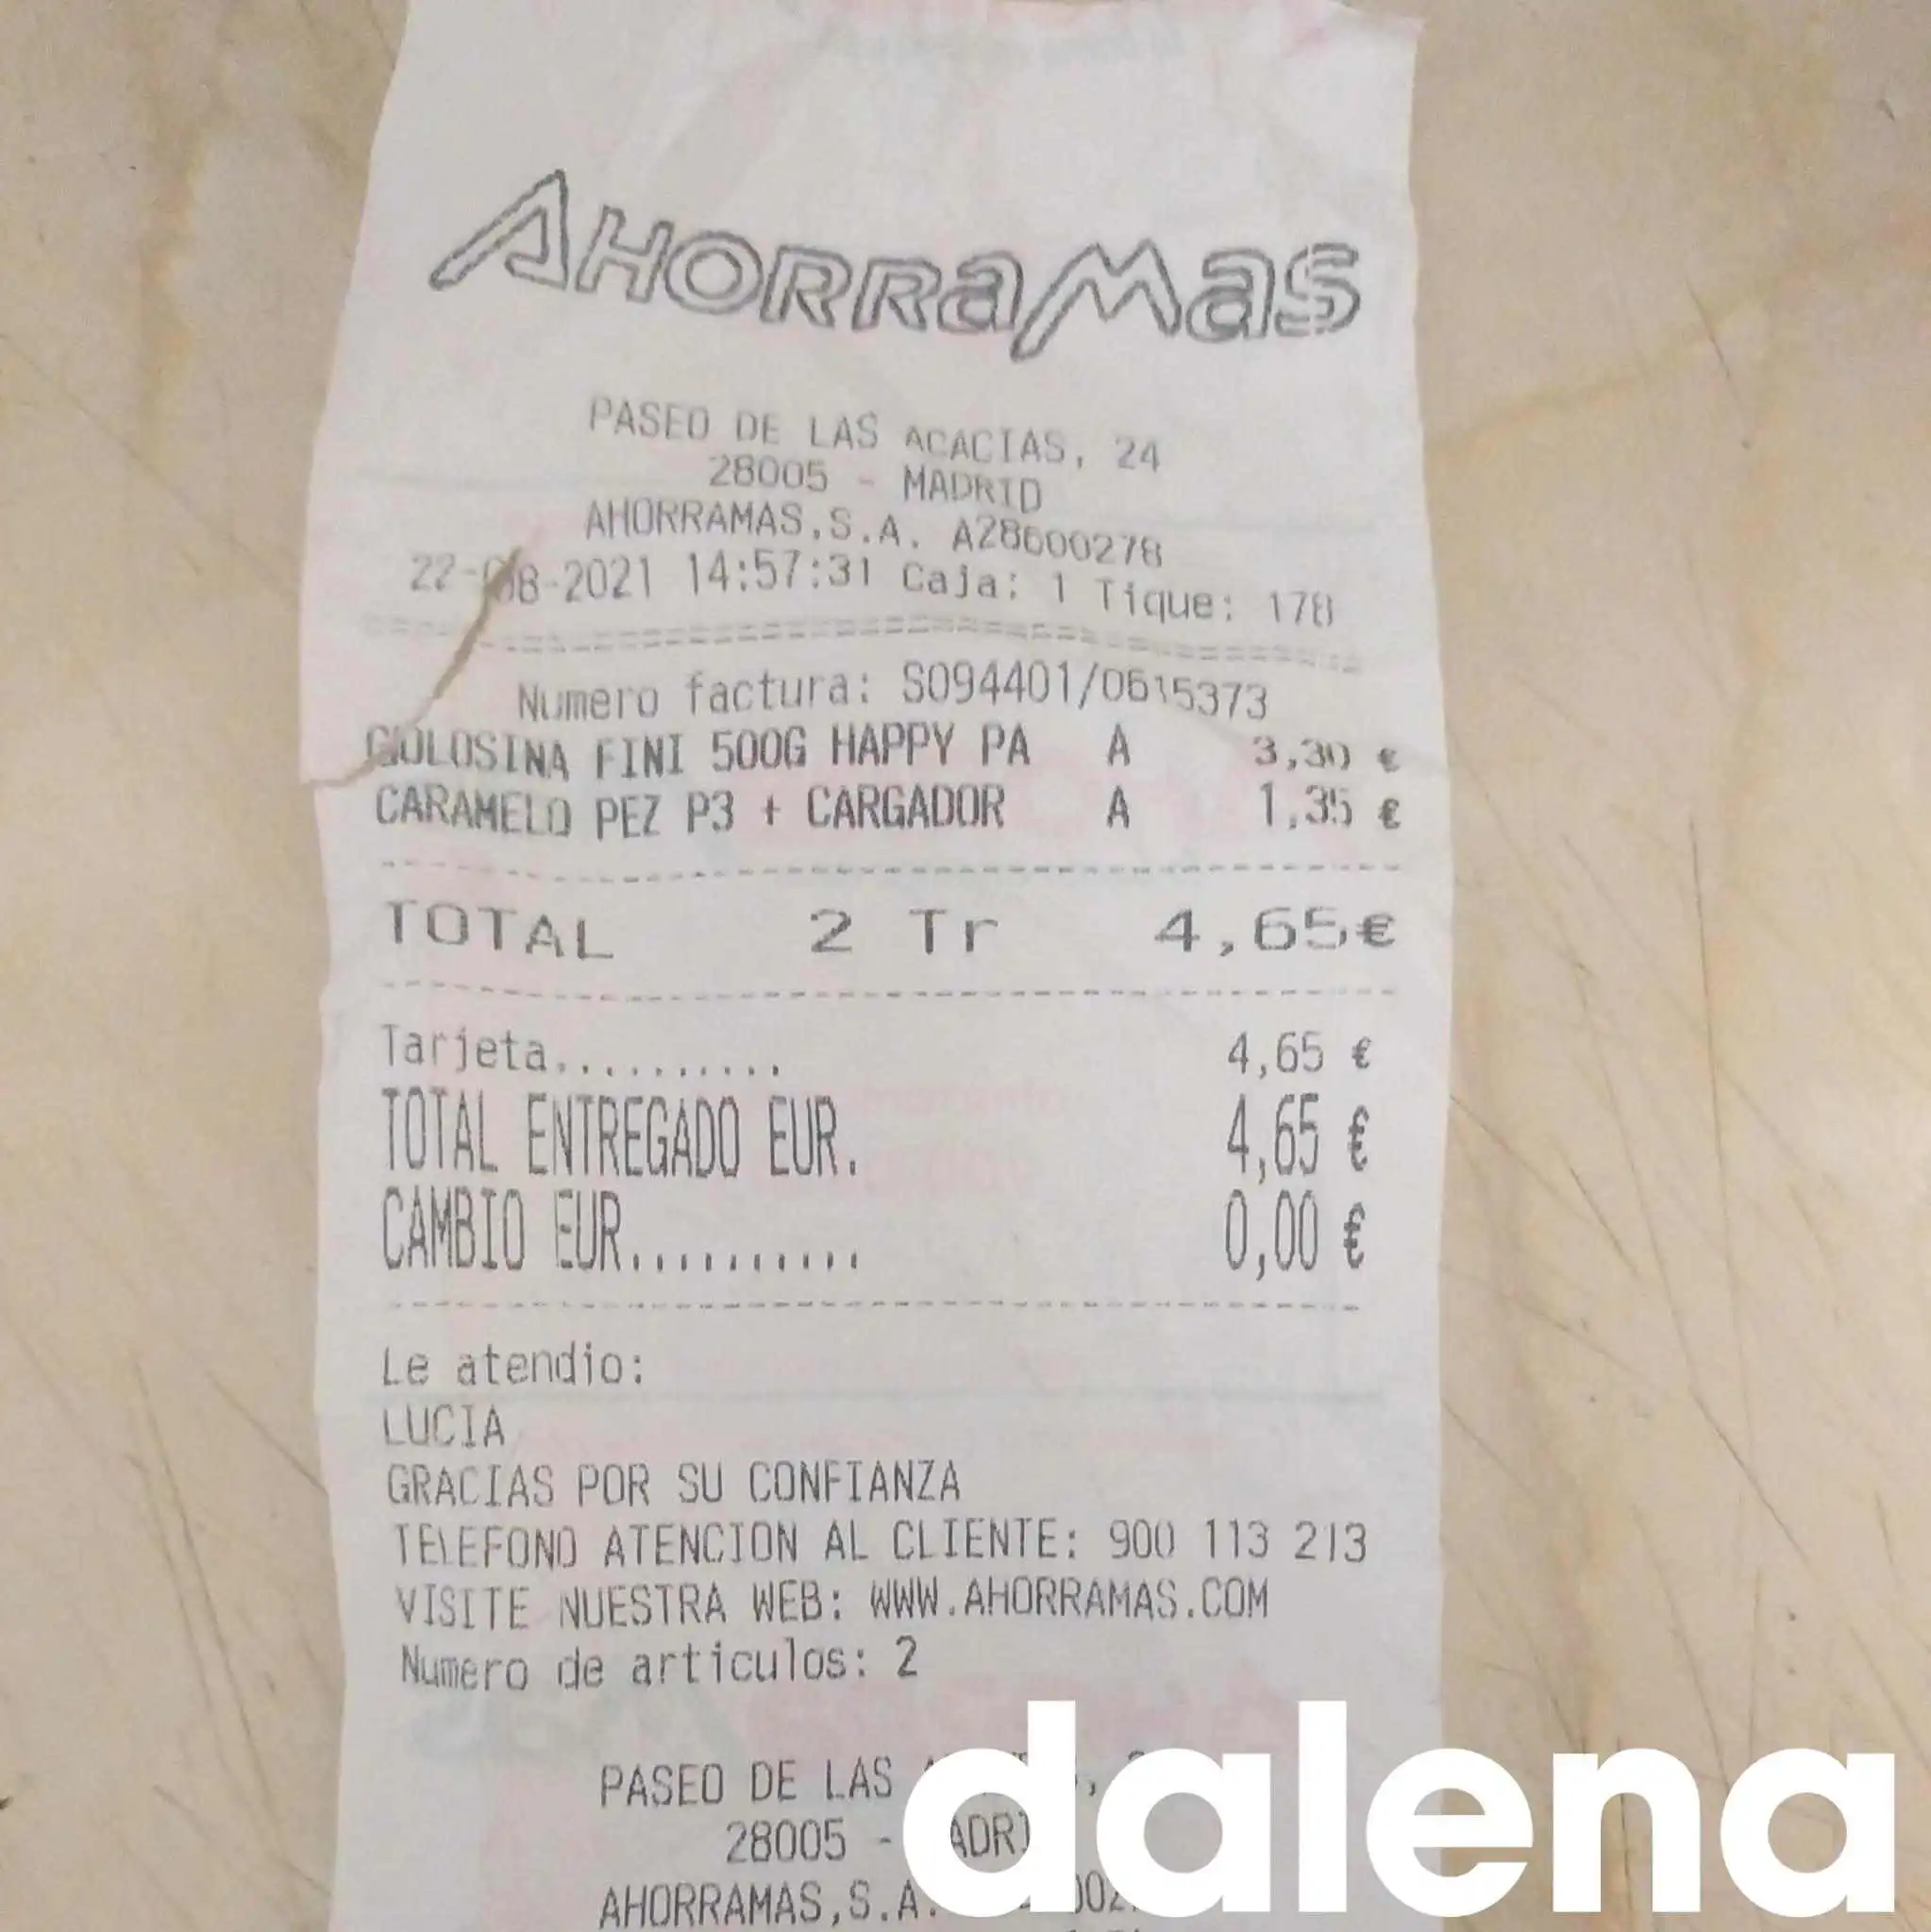 AHORRAMAS
PASEO DE LAS ACACIAS, 24
28005 - MADRID
AHORRAMAS,S.A. A28600278
22-08-2021 14:57:31 Caja: 1 Tique: 178
Numero factura: S094401/0615373
GOLOSINA FINI 500G HAPPY PA A 3,30 €
CARAMELO PEZ P3 + CARGADOR A 1,35 €
TOTAL 2 Tr 4,65€
Tarjeta.......... 4,65 €
TOTAL ENTREGADO EUR. 4,65 €
CAMBIO EUR.......... 0,00 €
Le atendio:
LUCIA
GRACIAS POR SU CONFIANZA
TELEFONO ATENCION AL CLIENTE: 900 113 213
VISITE NUESTRA WEB: WWW.AHORRAMAS.COM
Numero de articulos: 2
PASEO DE LAS
28005 -
AHORRAMAS,S.A.
dalena